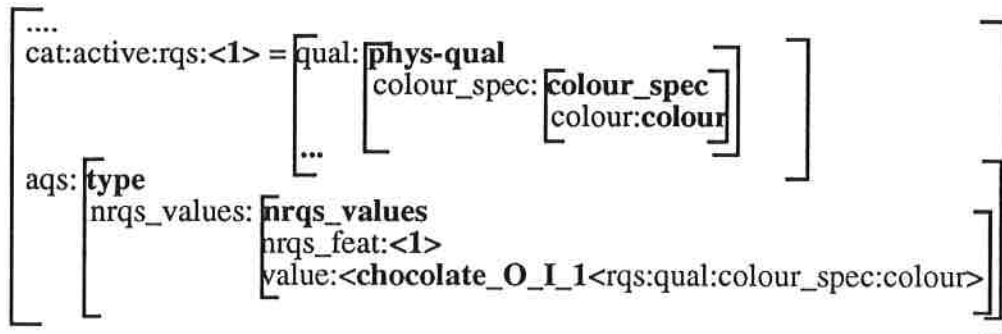 ....
cat:active:rqs:<1> = qual: phys-qual
colour_spec: colour_spec
colour:colour
...
aqs: type
nrqs_values: nrqs_values
nrqs_feat:<1>
value:<chocolate_O_I_1<rqs:qual:colour_spec:colour>